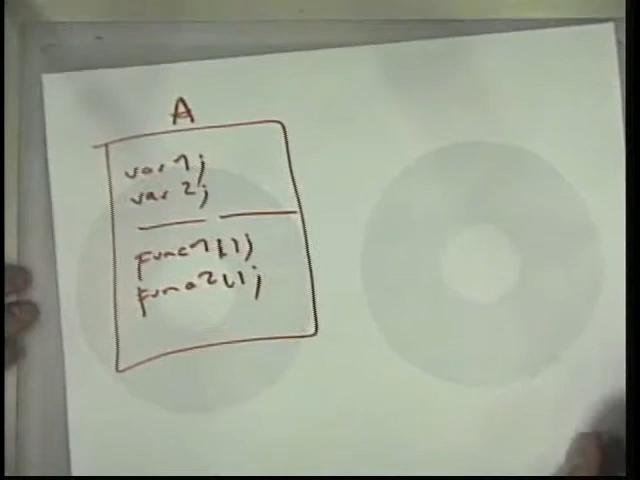 A
var1;
var2;
func1();
func2();